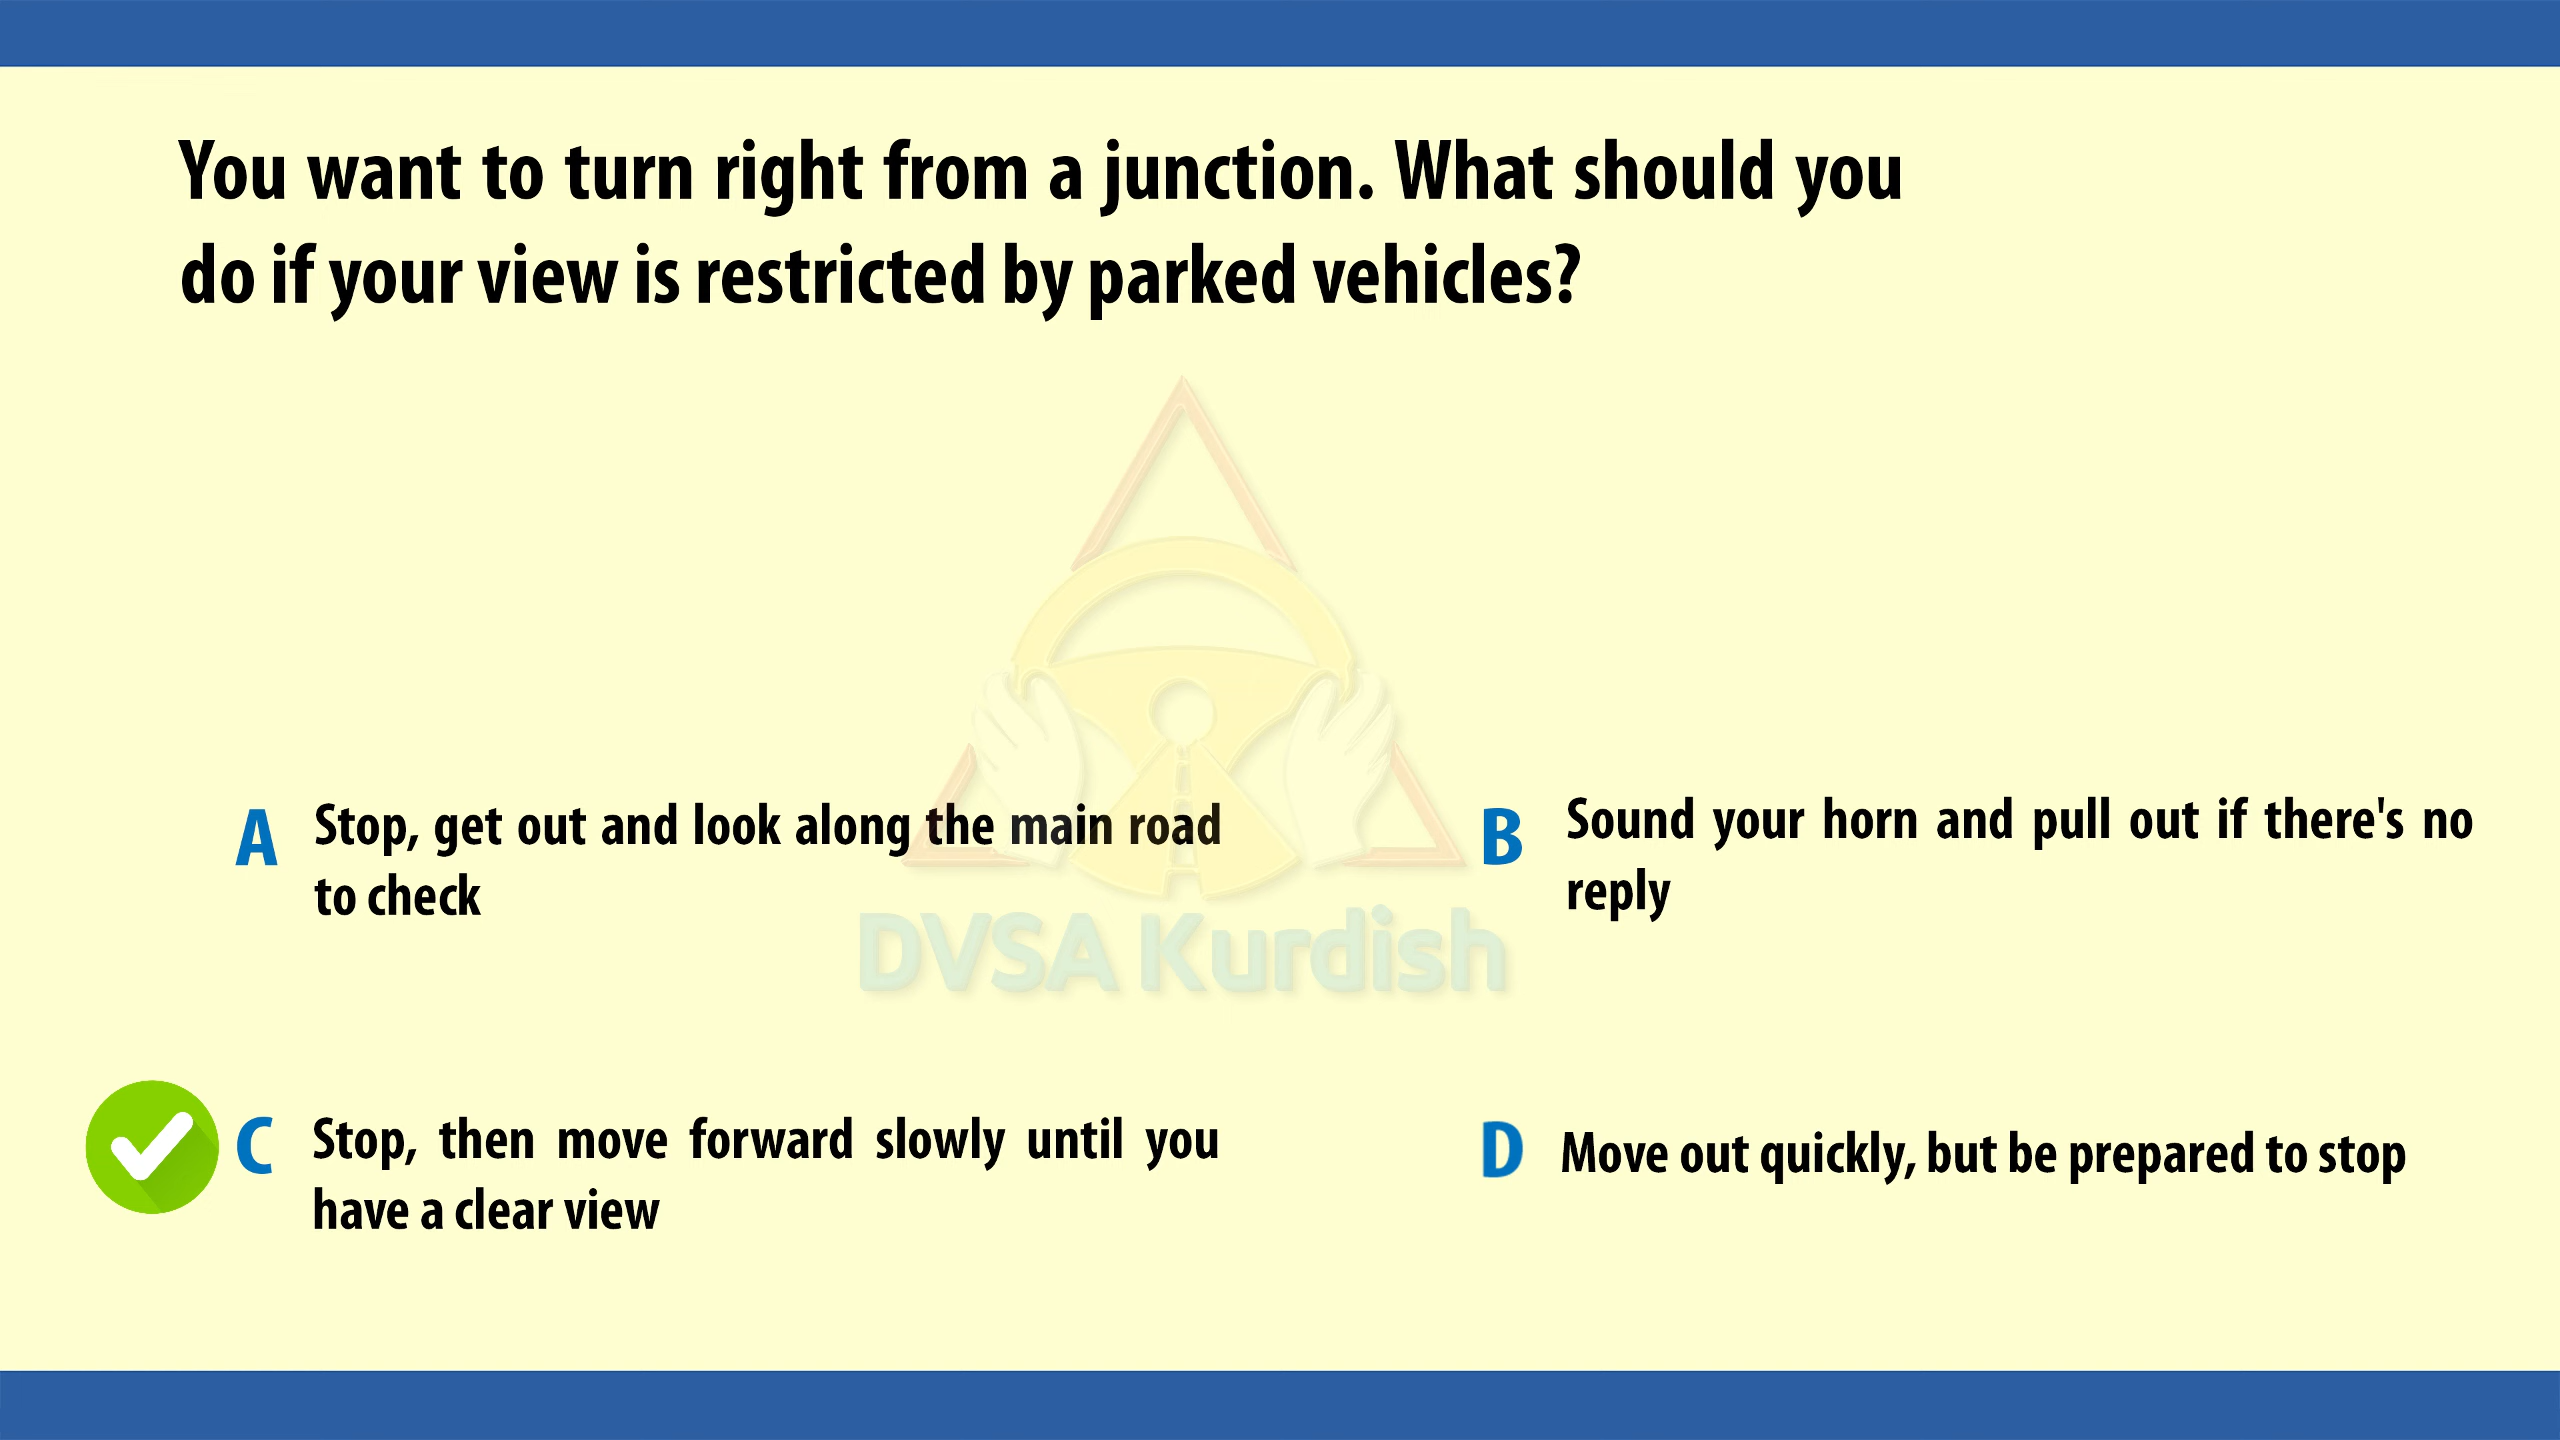 You want to turn right from a junction. What should you
do if your view is restricted by parked vehicles?
A Stop, get out and look along the main road
to check
B Sound your horn and pull out if there's no
reply
DVSA Kurdish
C Stop, then move forward slowly until you
have a clear view
D Move out quickly, but be prepared to stop